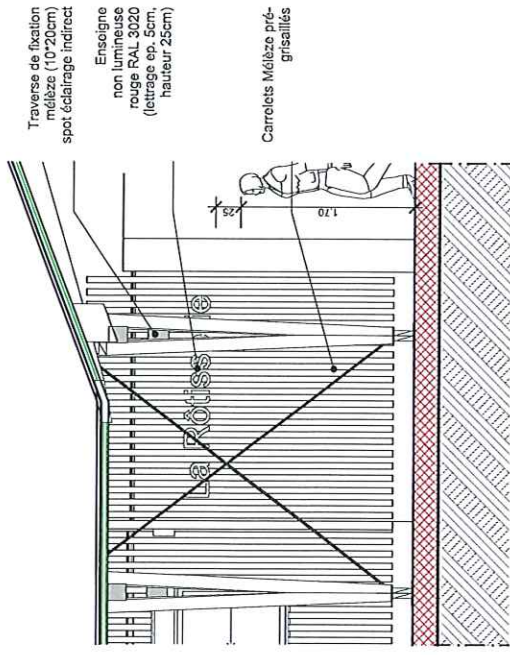 Traverse de fixation
mélèze (10*20cm)
spot éclairage indirect
Enseigne
non lumineuse
rouge RAL 3020
(lettrage ep. 5cm,
hauteur 25cm)
Carrelets Mélèze pré-
grisaillés
La Rôtiss e
25
1,70